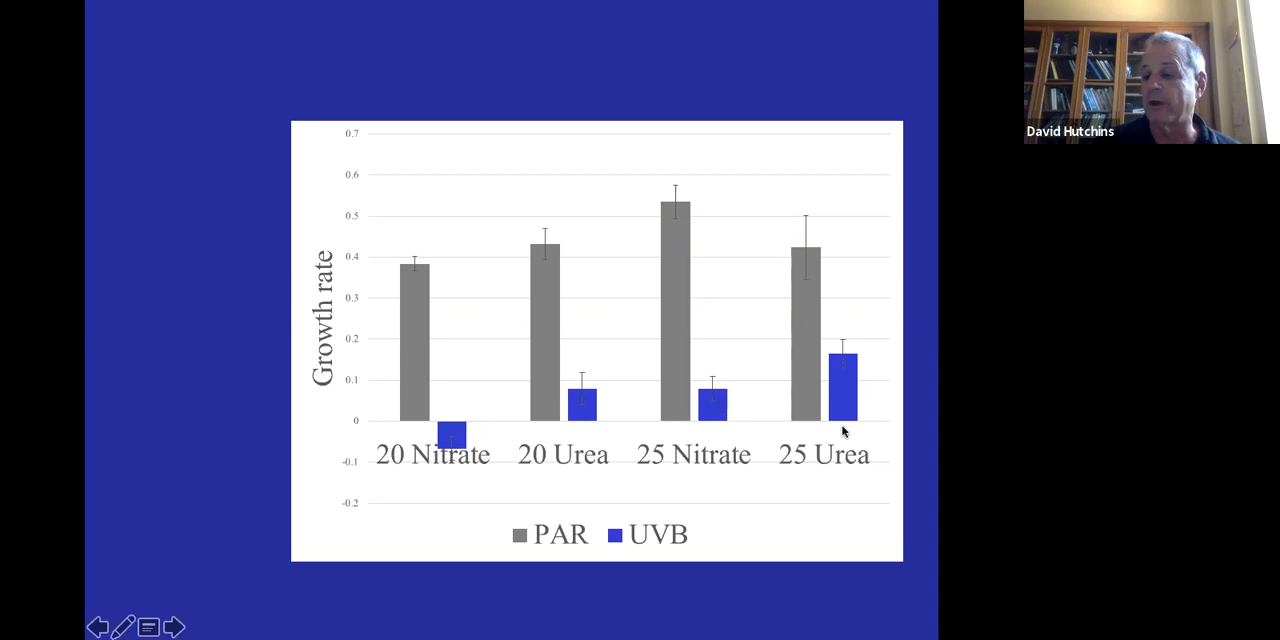 David Hutchins
0.7
0.6
0.5
0.4
0.3
0.2
0.1
0
-0.1
-0.2
Growth rate
20 Nitrate 20 Urea 25 Nitrate 25 Urea
PAR UVB